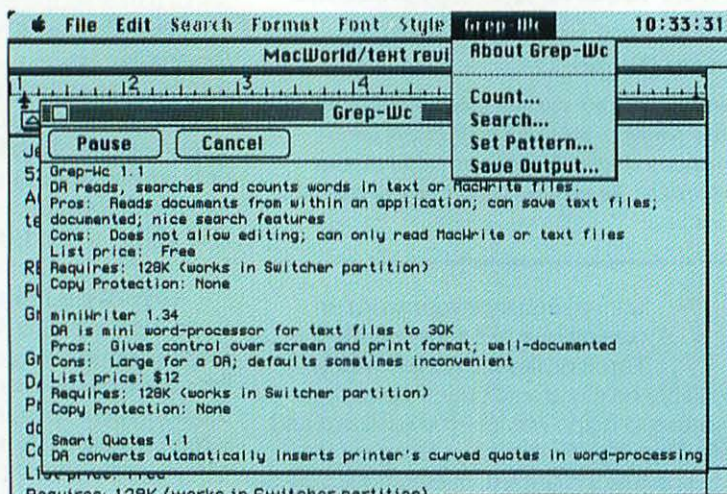 File Edit Search Format Font Style Grep-Wc 10:33:31
MacWorld/text revi
About Grep-Wc
1 2 3 4
Grep-Wc
Count...
Search...
Set Pattern...
Save Output...
Pause Cancel
Grep-Wc 1.1
DA reads, searches and counts words in text or MacWrite files.
Pros: Reads documents from within an application; can save text files;
documented; nice search features
Cons: Does not allow editing; can only read MacWrite or text files
List price: Free
Requires: 128K (works in Switcher partition)
Copy Protection: None
miniWriter 1.34
DA is mini word-processor for text files to 30K
Pros: Gives control over screen and print format; well-documented
Cons: Large for a DA; defaults sometimes inconvenient
List price: $12
Requires: 128K (works in Switcher partition)
Copy Protection: None
Smart Quotes 1.1
DA converts automatically inserts printer's curved quotes in word-processing
Requires: 128K (works in Switcher partition)